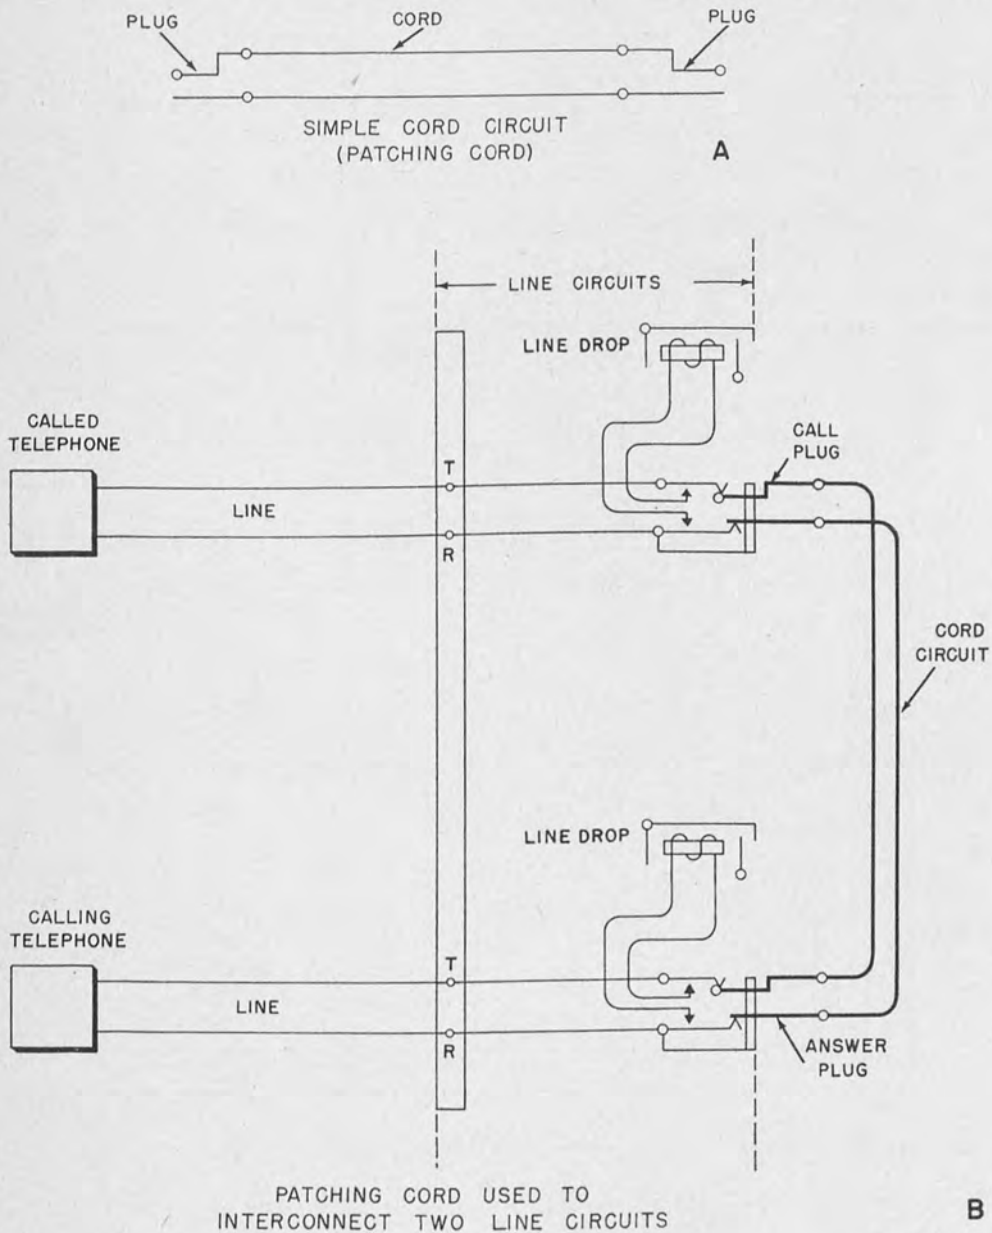 PLUG
CORD
PLUG
SIMPLE CORD CIRCUIT
(PATCHING CORD)
A
LINE CIRCUITS
LINE DROP
CALLED
TELEPHONE
CALL
PLUG
T
LINE
R
CORD
CIRCUIT
LINE DROP
CALLING
TELEPHONE
T
LINE
R
ANSWER
PLUG
PATCHING CORD USED TO
INTERCONNECT TWO LINE CIRCUITS
B